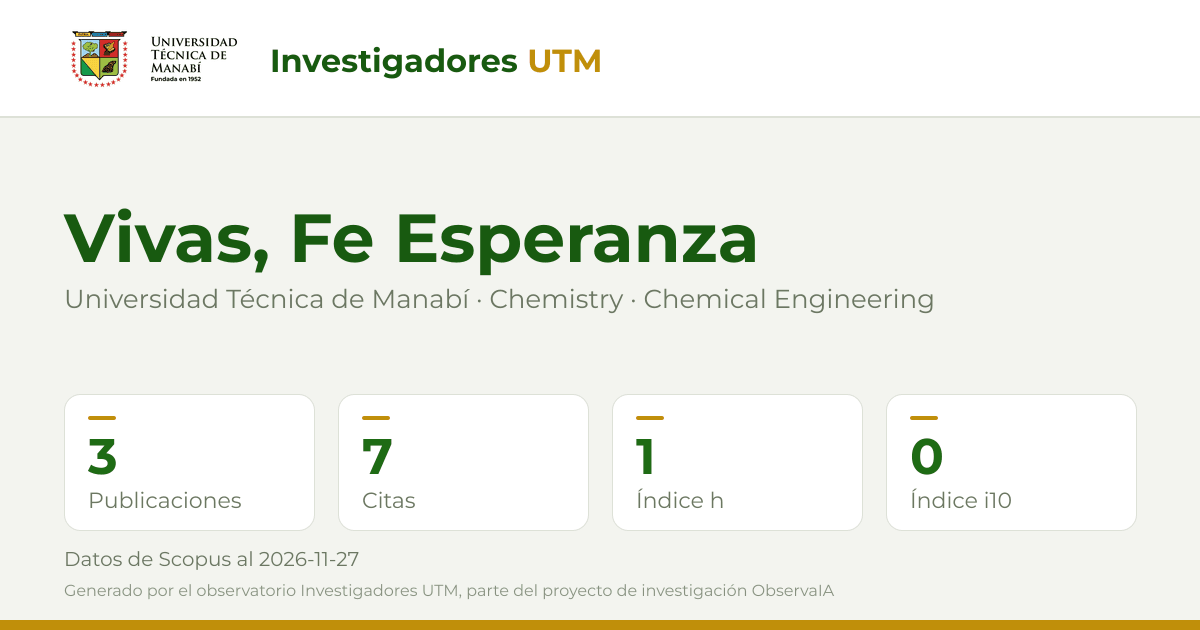 UNIVERSIDAD
TÉCNICA DE
MANABÍ
Fundada en 1952
Investigadores UTM
Vivas, Fe Esperanza
Universidad Técnica de Manabí · Chemistry · Chemical Engineering
3
Publicaciones
7
Citas
1
Índice h
0
Índice i10
Datos de Scopus al 2026-11-27
Generado por el observatorio Investigadores UTM, parte del proyecto de investigación ObservaIA